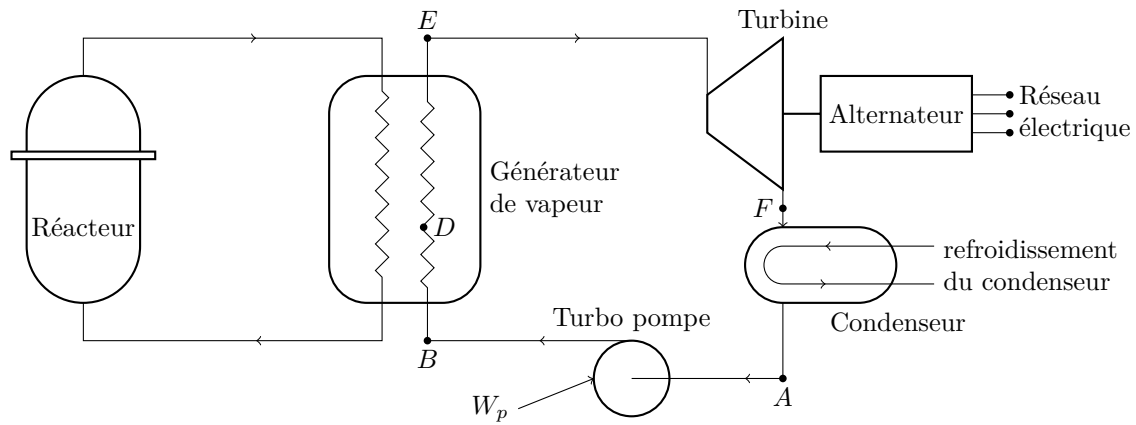 E
Turbine
Réacteur
Générateur
de vapeur
D
Alternateur
Réseau
électrique
F
refroidissement
du condenseur
Condenseur
Turbo pompe
B
A
W_p